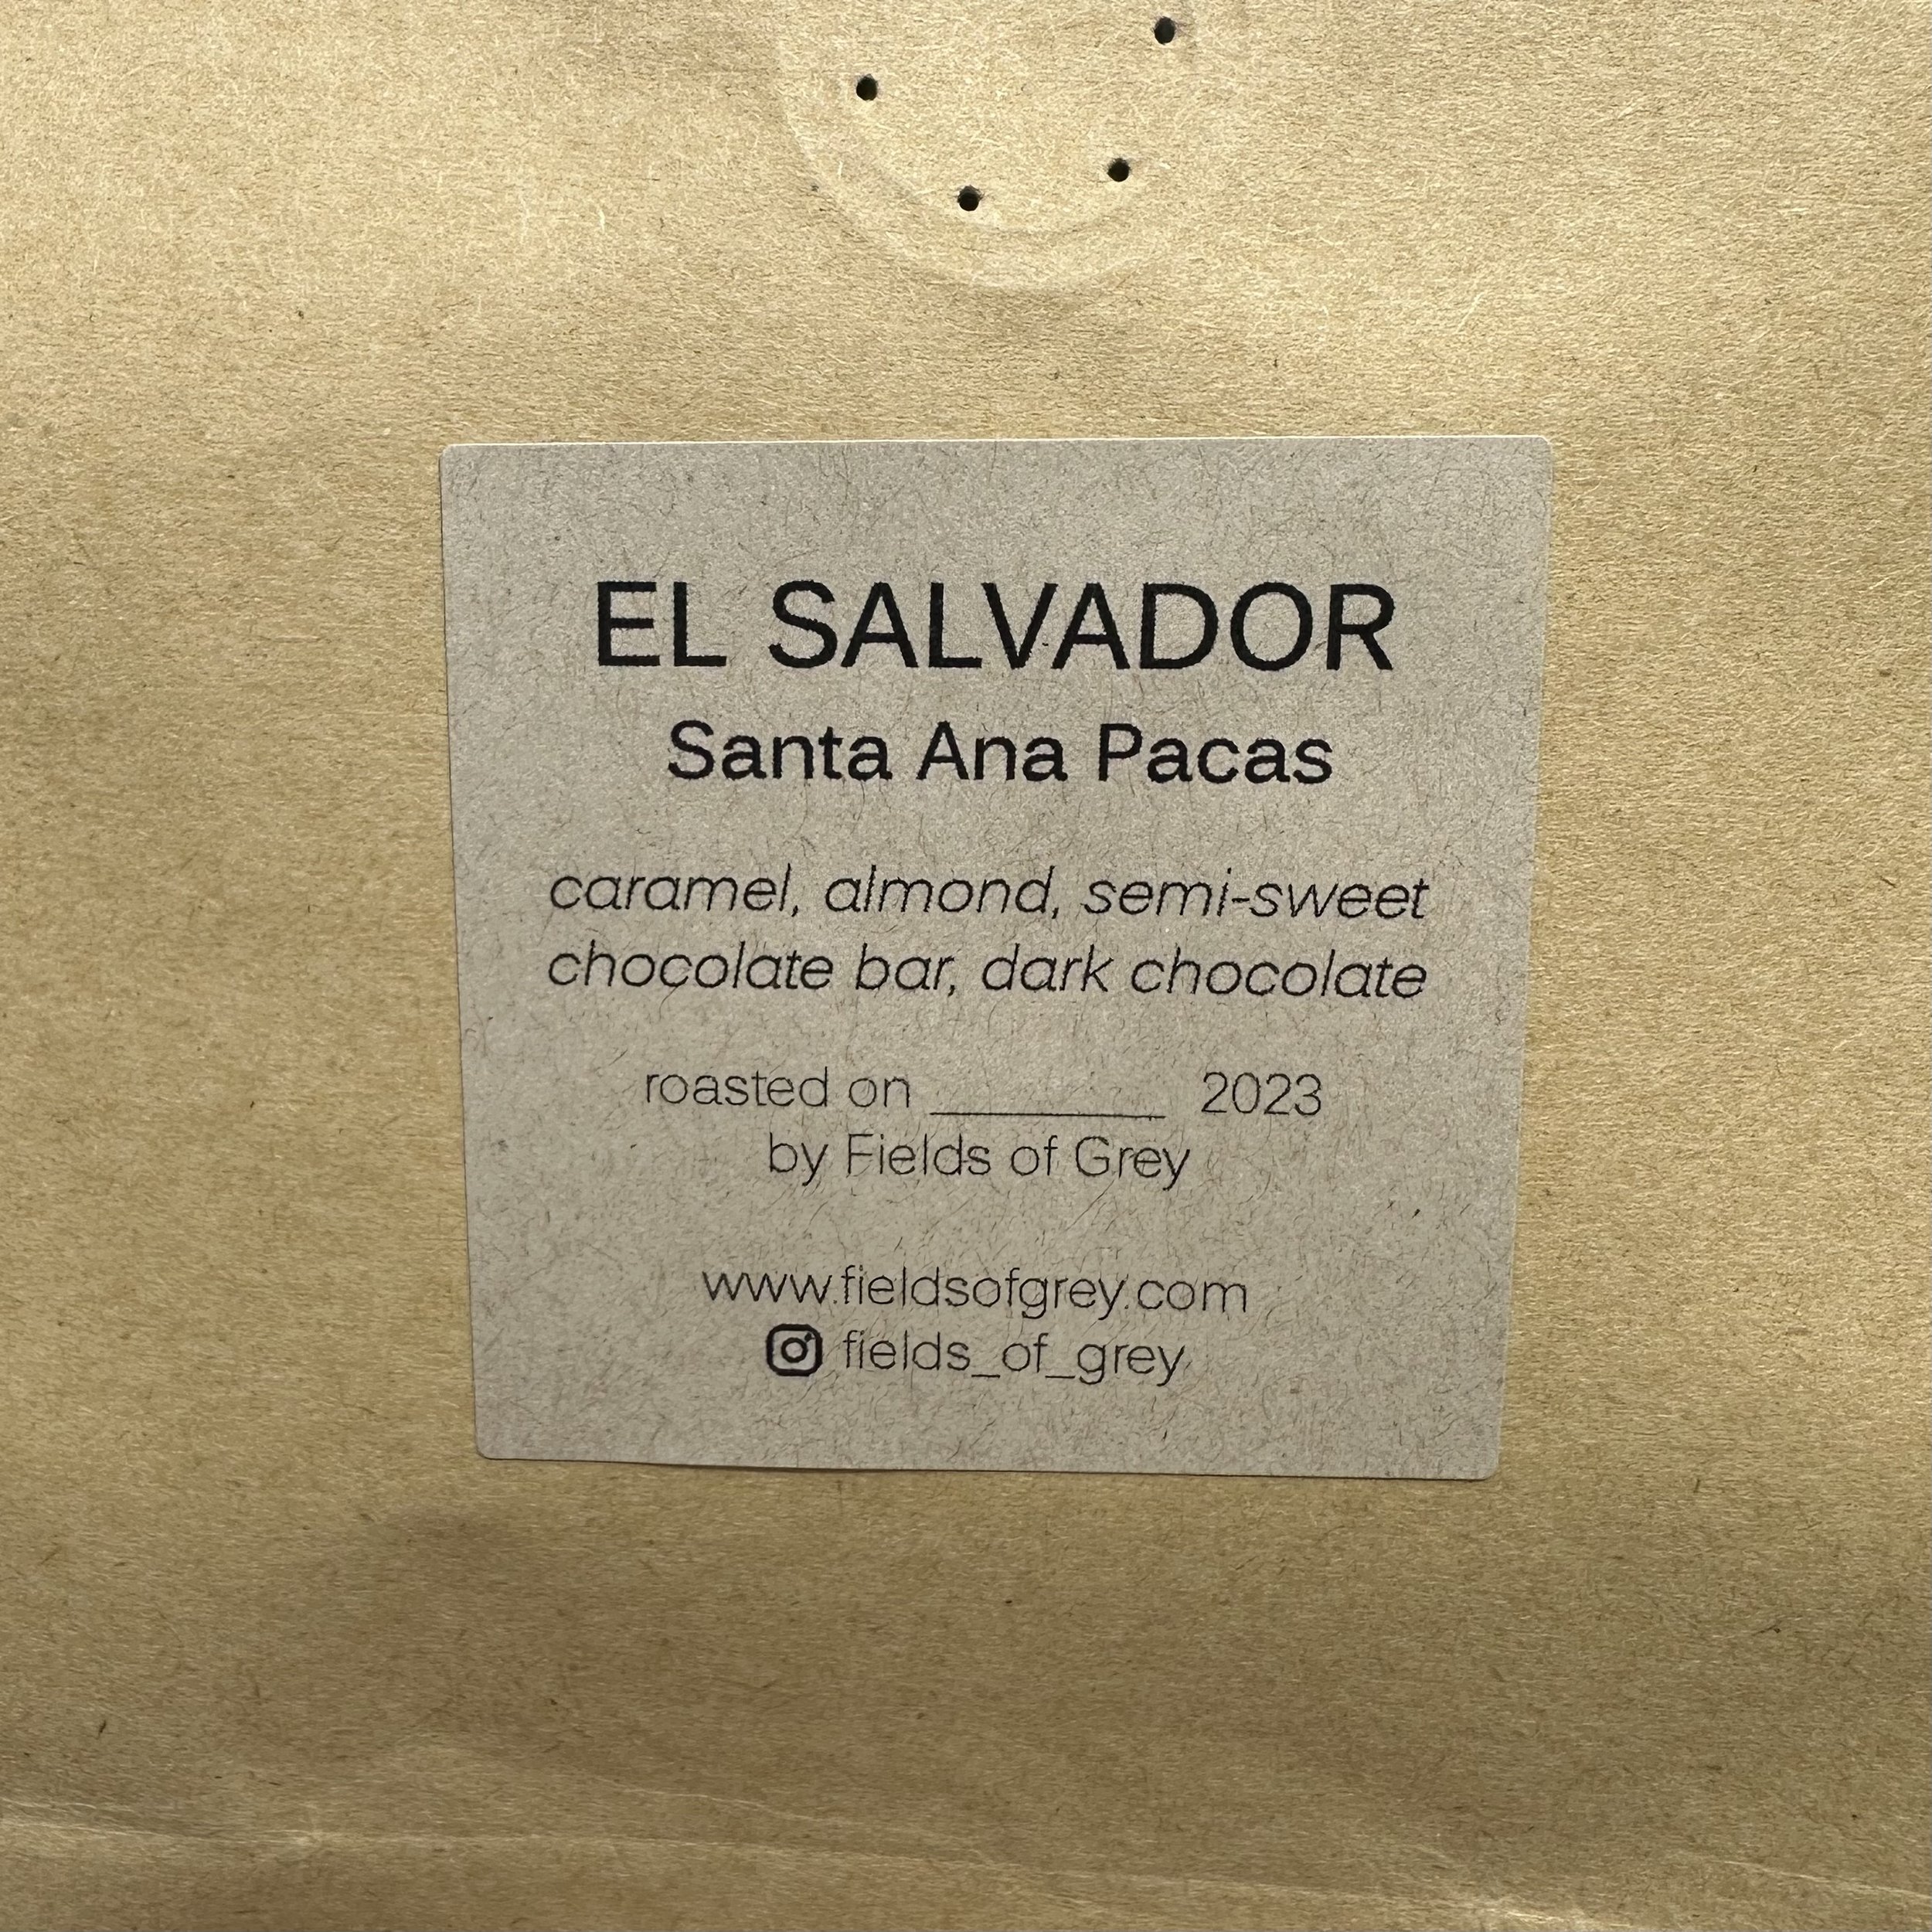 EL SALVADOR
Santa Ana Pacas
caramel, almond, semi-sweet
chocolate bar, dark chocolate
roasted on ________ 2023
by Fields of Grey
www.fieldsofgrey.com
fields_of_grey